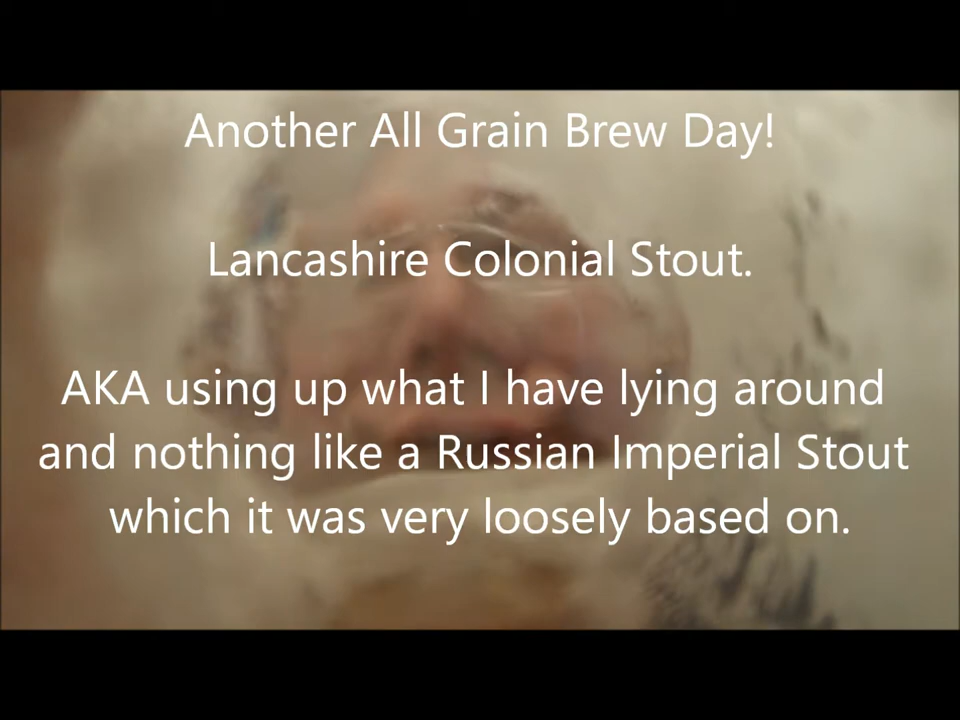 Another All Grain Brew Day!
Lancashire Colonial Stout.
AKA using up what I have lying around
and nothing like a Russian Imperial Stout
which it was very loosely based on.